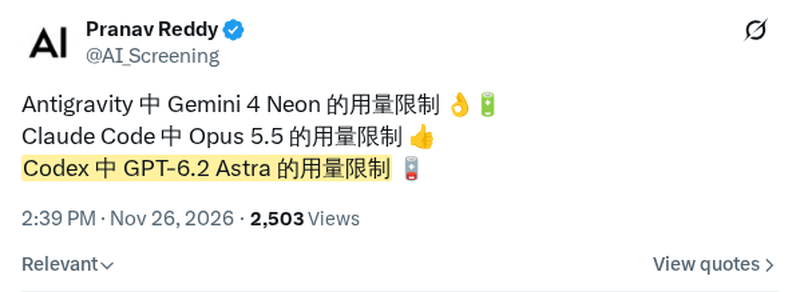 AI
Pranav Reddy
@AI_Screening
Antigravity 中 Gemini 4 Neon 的用量限制 👌🔋
Claude Code 中 Opus 5.5 的用量限制 👍
Codex 中 GPT-6.2 Astra 的用量限制 🪫
2:39 PM · Nov 26, 2026 · 2,503 Views
Relevant
View quotes